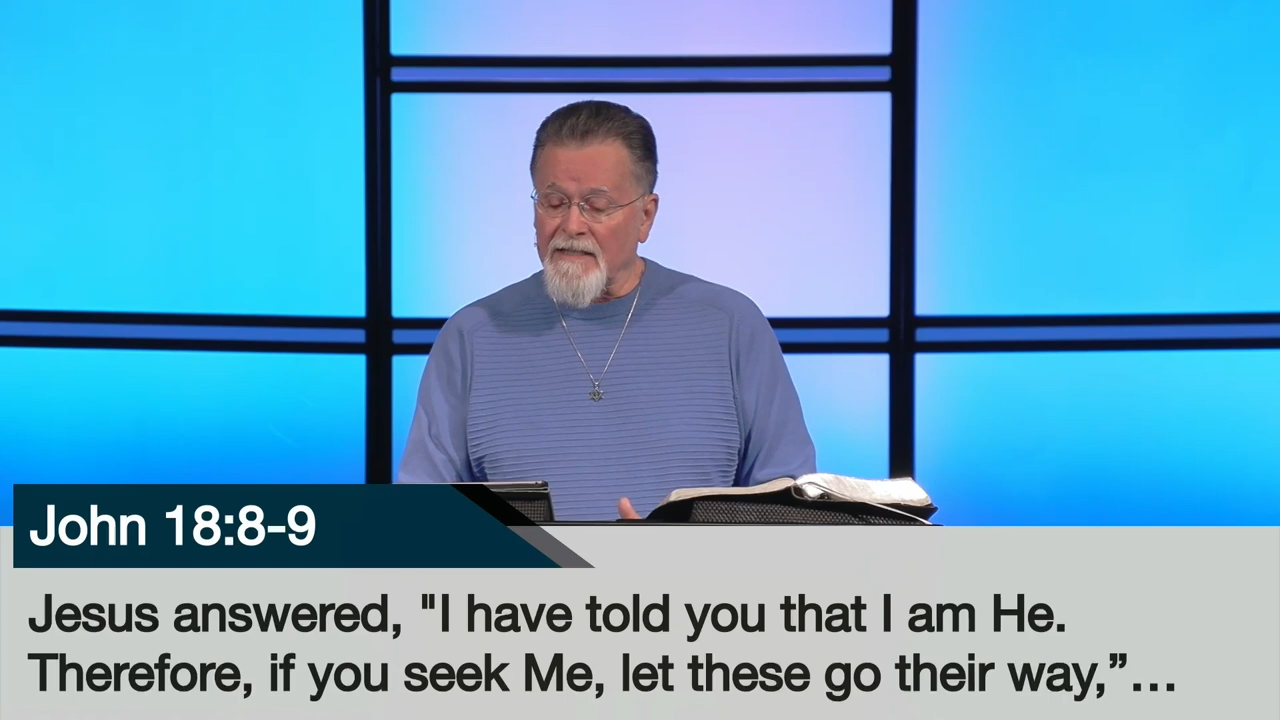 John 18:8-9
Jesus answered, "I have told you that I am He.
Therefore, if you seek Me, let these go their way,”…